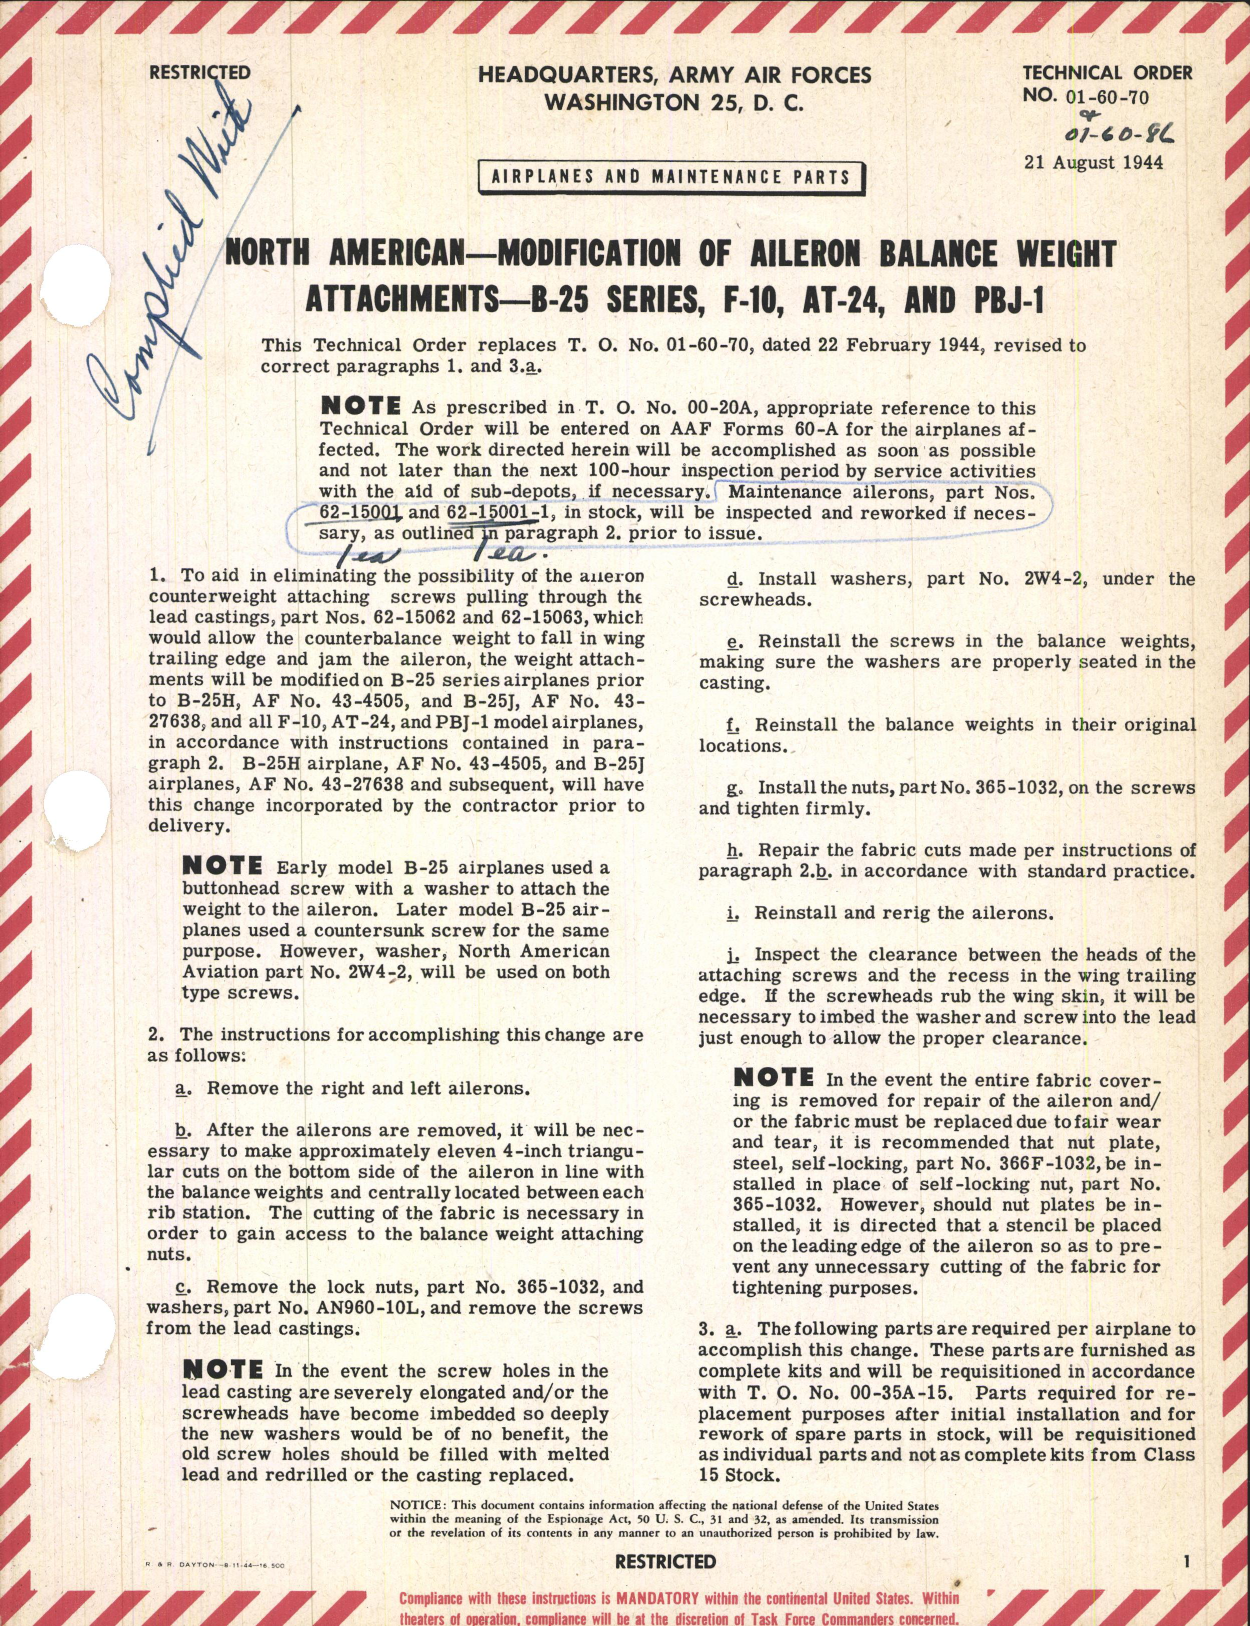 RESTRICTED
HEADQUARTERS, ARMY AIR FORCES
WASHINGTON 25, D. C.
TECHNICAL ORDER
NO. 01-60-70
&
01-60-86
21 August 1944
Complied With
AIRPLANES AND MAINTENANCE PARTS
NORTH AMERICAN—MODIFICATION OF AILERON BALANCE WEIGHT
ATTACHMENTS—B-25 SERIES, F-10, AT-24, AND PBJ-1
This Technical Order replaces T. O. No. 01-60-70, dated 22 February 1944, revised to
correct paragraphs 1. and 3.a.
NOTE As prescribed in T. O. No. 00-20A, appropriate reference to this
Technical Order will be entered on AAF Forms 60-A for the airplanes af-
fected. The work directed herein will be accomplished as soon as possible
and not later than the next 100-hour inspection period by service activities
with the aid of sub-depots, if necessary. Maintenance ailerons, part Nos.
62-15001 and 62-15001-1, in stock, will be inspected and reworked if neces-
sary, as outlined in paragraph 2. prior to issue.
1ea 1ea.
1. To aid in eliminating the possibility of the aileron
counterweight attaching screws pulling through the
lead castings, part Nos. 62-15062 and 62-15063, which
would allow the counterbalance weight to fall in wing
trailing edge and jam the aileron, the weight attach-
ments will be modified on B-25 series airplanes prior
to B-25H, AF No. 43-4505, and B-25J, AF No. 43-
27638, and all F-10, AT-24, and PBJ-1 model airplanes,
in accordance with instructions contained in para-
graph 2. B-25H airplane, AF No. 43-4505, and B-25J
airplanes, AF No. 43-27638 and subsequent, will have
this change incorporated by the contractor prior to
delivery.
NOTE Early model B-25 airplanes used a
buttonhead screw with a washer to attach the
weight to the aileron. Later model B-25 air-
planes used a countersunk screw for the same
purpose. However, washer, North American
Aviation part No. 2W4-2, will be used on both
type screws.
2. The instructions for accomplishing this change are
as follows:
a. Remove the right and left ailerons.
b. After the ailerons are removed, it will be nec-
essary to make approximately eleven 4-inch triangu-
lar cuts on the bottom side of the aileron in line with
the balance weights and centrally located between each
rib station. The cutting of the fabric is necessary in
order to gain access to the balance weight attaching
nuts.
c. Remove the lock nuts, part No. 365-1032, and
washers, part No. AN960-10L, and remove the screws
from the lead castings.
NOTE In the event the screw holes in the
lead casting are severely elongated and/or the
screwheads have become imbedded so deeply
the new washers would be of no benefit, the
old screw holes should be filled with melted
lead and redrilled or the casting replaced.
d. Install washers, part No. 2W4-2, under the
screwheads.
e. Reinstall the screws in the balance weights,
making sure the washers are properly seated in the
casting.
f. Reinstall the balance weights in their original
locations.
g. Install the nuts, part No. 365-1032, on the screws
and tighten firmly.
h. Repair the fabric cuts made per instructions of
paragraph 2.b. in accordance with standard practice.
i. Reinstall and rerig the ailerons.
j. Inspect the clearance between the heads of the
attaching screws and the recess in the wing trailing
edge. If the screwheads rub the wing skin, it will be
necessary to imbed the washer and screw into the lead
just enough to allow the proper clearance.
NOTE In the event the entire fabric cover-
ing is removed for repair of the aileron and/
or the fabric must be replaced due to fair wear
and tear, it is recommended that nut plate,
steel, self-locking, part No. 366F-1032, be in-
stalled in place of self-locking nut, part No.
365-1032. However, should nut plates be in-
stalled, it is directed that a stencil be placed
on the leading edge of the aileron so as to pre-
vent any unnecessary cutting of the fabric for
tightening purposes.
3. a. The following parts are required per airplane to
accomplish this change. These parts are furnished as
complete kits and will be requisitioned in accordance
with T. O. No. 00-35A-15. Parts required for re-
placement purposes after initial installation and for
rework of spare parts in stock, will be requisitioned
as individual parts and not as complete kits from Class
15 Stock.
NOTICE: This document contains information affecting the national defense of the United States
within the meaning of the Espionage Act, 50 U. S. C., 31 and 32, as amended. Its transmission
or the revelation of its contents in any manner to an unauthorized person is prohibited by law.
R & R DAYTON—8-11-44—16,500
RESTRICTED
1
Compliance with these instructions is MANDATORY within the continental United States. Within
theaters of operation, compliance will be at the discretion of Task Force Commanders concerned.